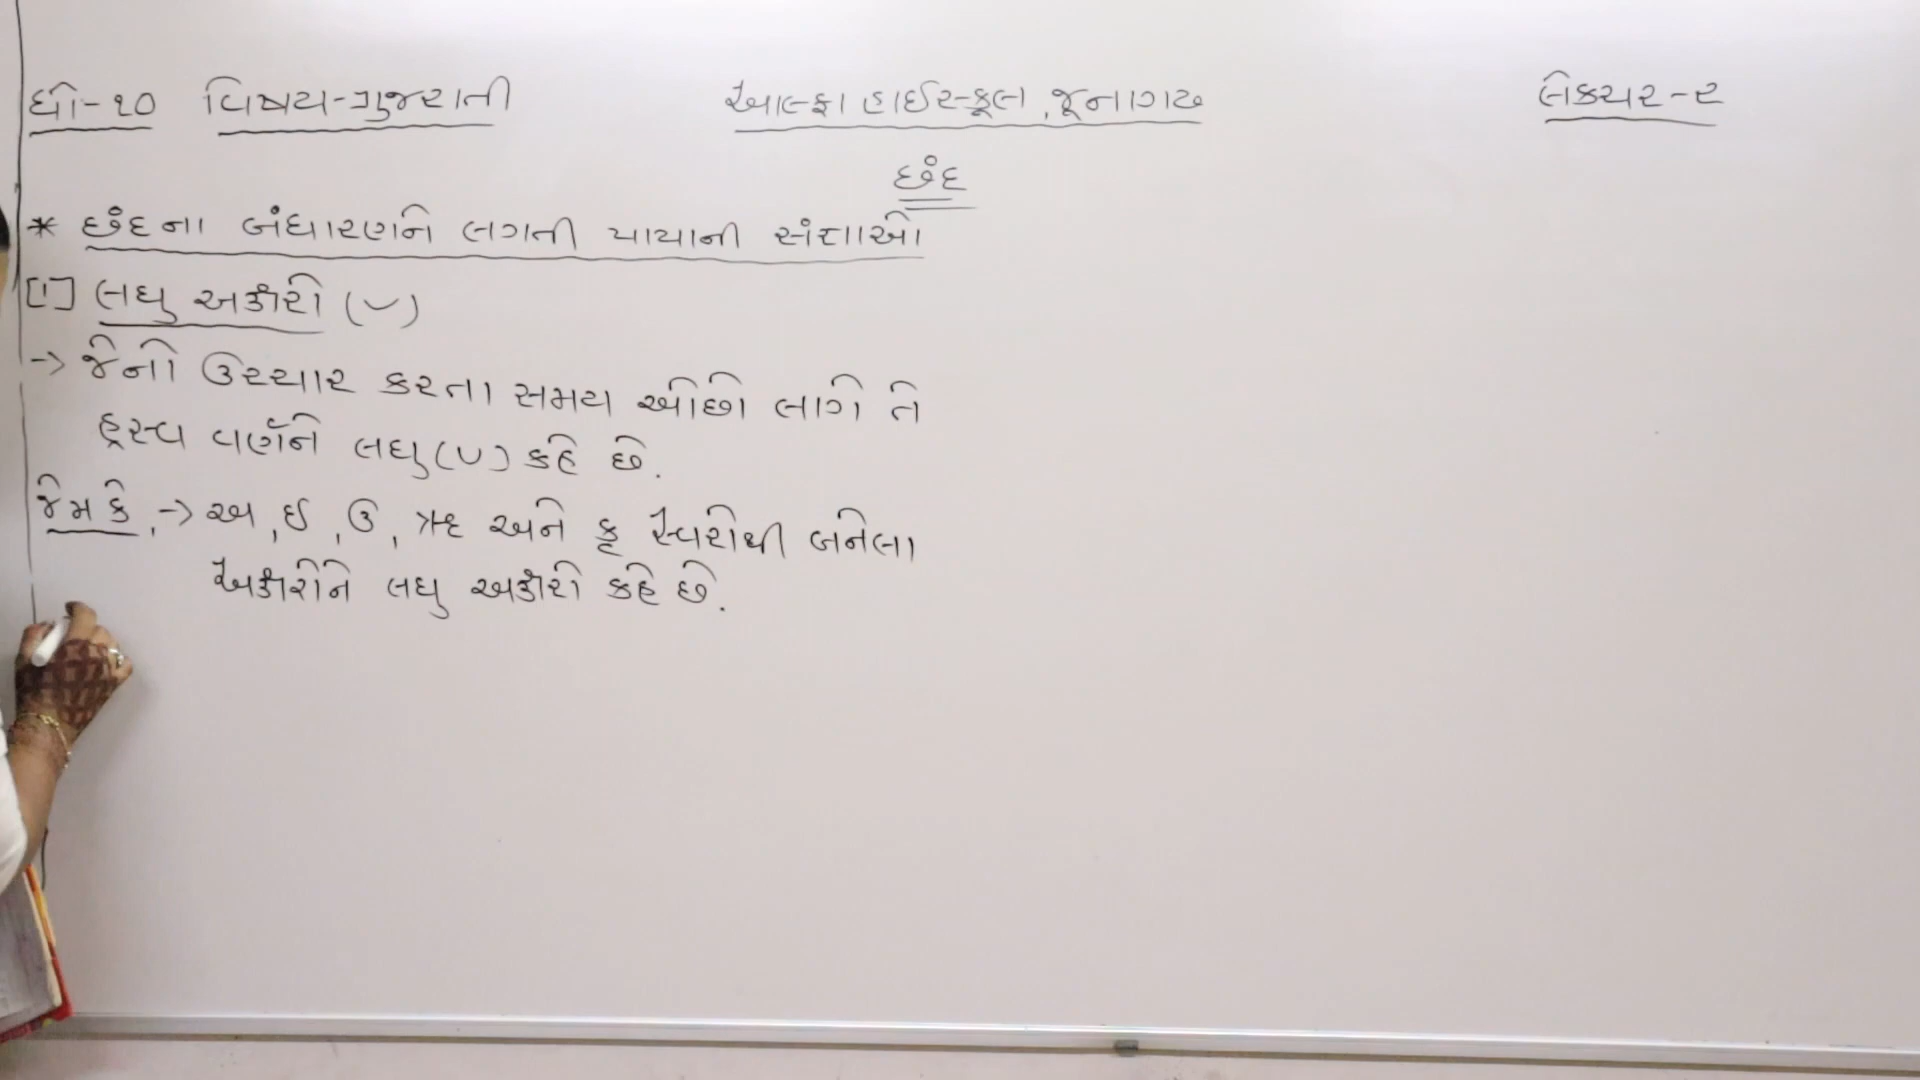 ધો-૧૦ વિષય-ગુજરાતી આલ્ફા હાઈસ્કૂલ, જૂનાગઢ લેક્ચર-૨
છંદ
* છંદના બંધારણને લગતી પાયાની સંજ્ઞાઓ
[૧] લઘુ અક્ષરો (∪)
-> જેનો ઉચ્ચાર કરતા સમય ઓછો લાગે તે
હ્રસ્વ વર્ણને લઘુ(∪) કહે છે.
જેમ કે, -> અ, ઈ, ઉ, ઋ અને કૃ સ્વરોથી બનેલા
અક્ષરોને લઘુ અક્ષરો કહે છે.